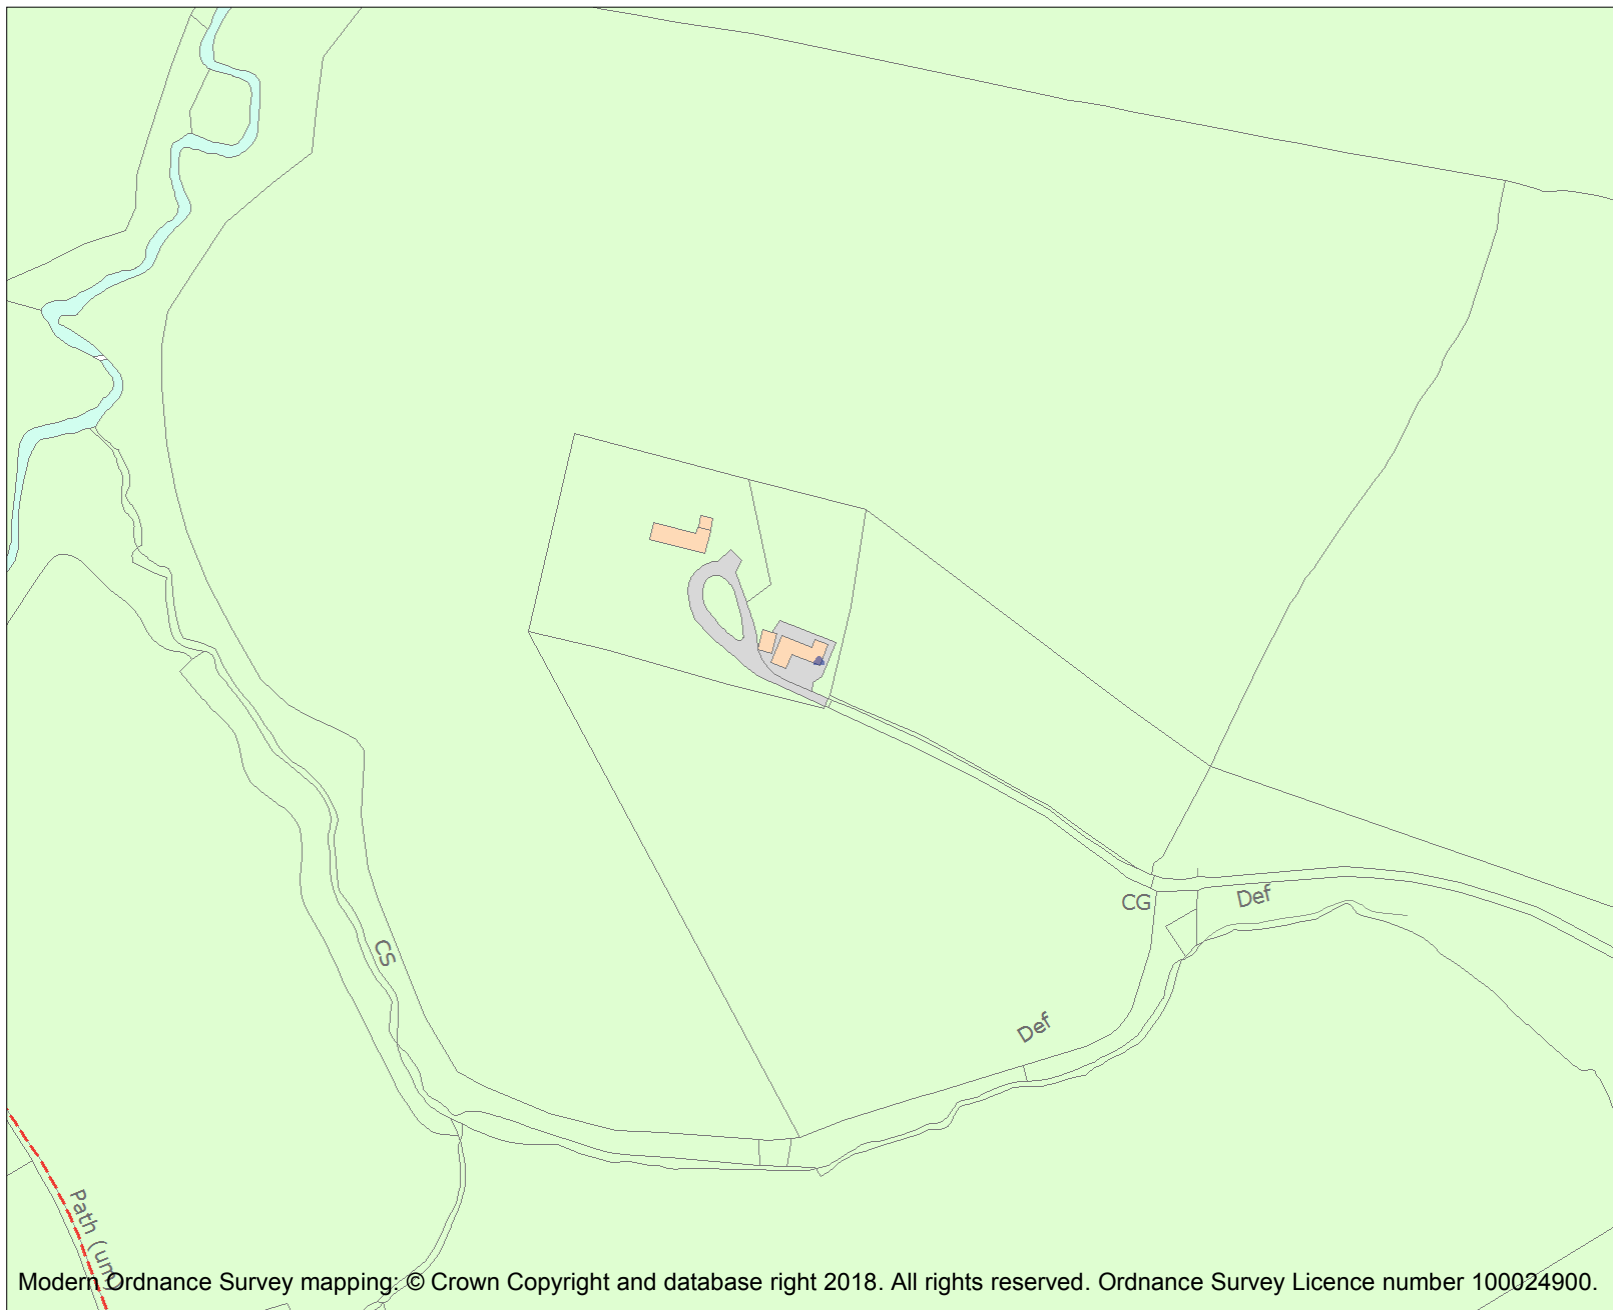 CG
Def
CS
Def
Path (um)
Modern Ordnance Survey mapping: © Crown Copyright and database right 2018. All rights reserved. Ordnance Survey Licence number 100024900.